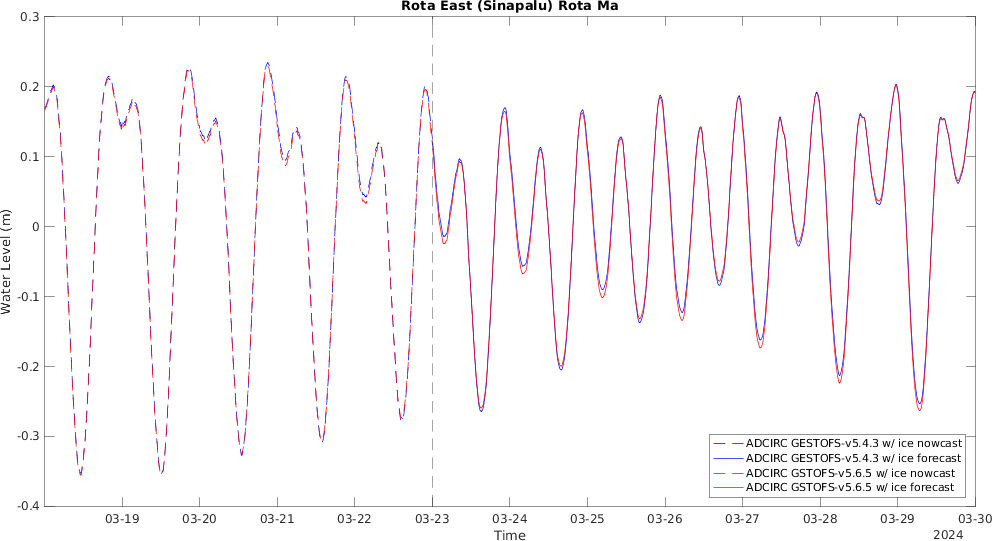 Rota East (Sinapalu) Rota Ma
0.3
0.2
0.1
0
-0.1
-0.2
-0.3
-0.4
Water Level (m)
03-19 03-20 03-21 03-22 03-23 03-24 03-25 03-26 03-27 03-28 03-29 03-30
Time
2024
ADCIRC GESTOFS-v5.4.3 w/ ice nowcast
ADCIRC GESTOFS-v5.4.3 w/ ice forecast
ADCIRC GSTOFS-v5.6.5 w/ ice nowcast
ADCIRC GSTOFS-v5.6.5 w/ ice forecast